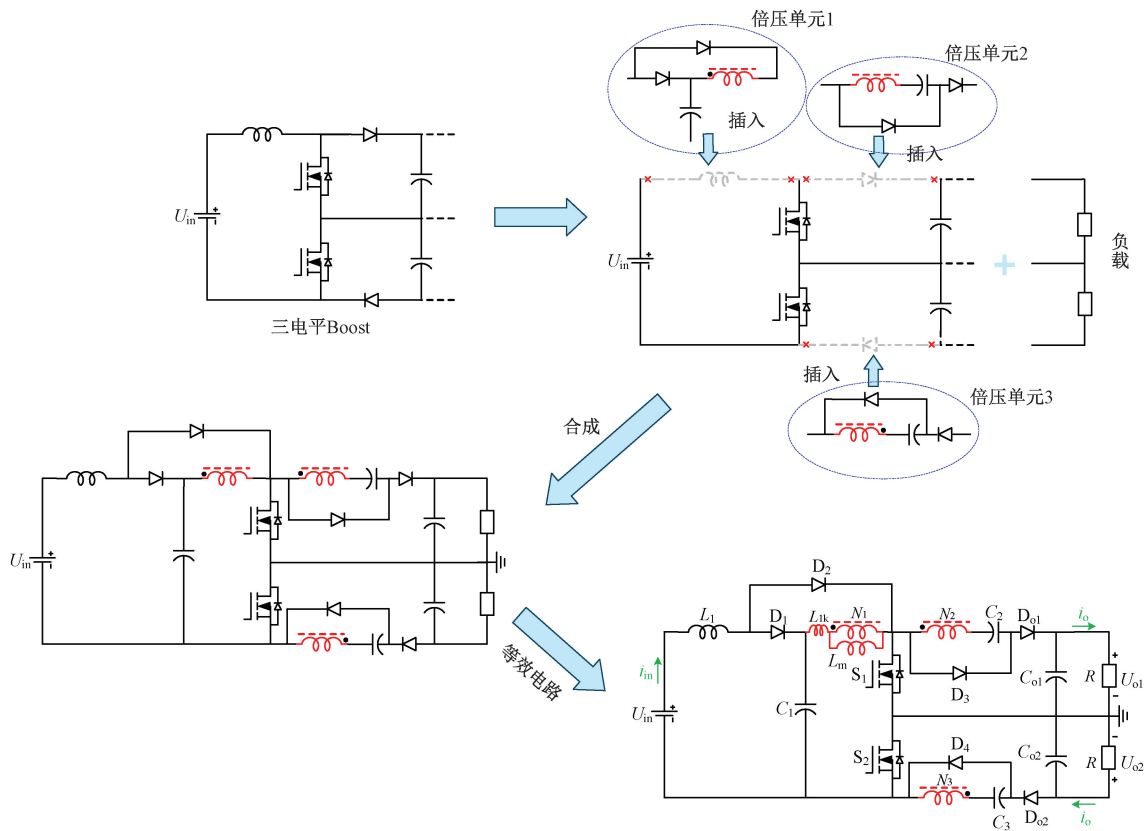 倍压单元1
倍压单元2
插入
插入
Uin
+
三电平Boost
Uin
+
负载
插入
倍压单元3
合成
Uin
+
等效电路
D2
L1
D1
L1k
N1
N2
C2
Do1
io
Lm
S1
D3
Co1
R
+
Uo1
-
iin
Uin
+
C1
S2
D4
Co2
R
-
Uo2
+
N3
C3
Do2
io